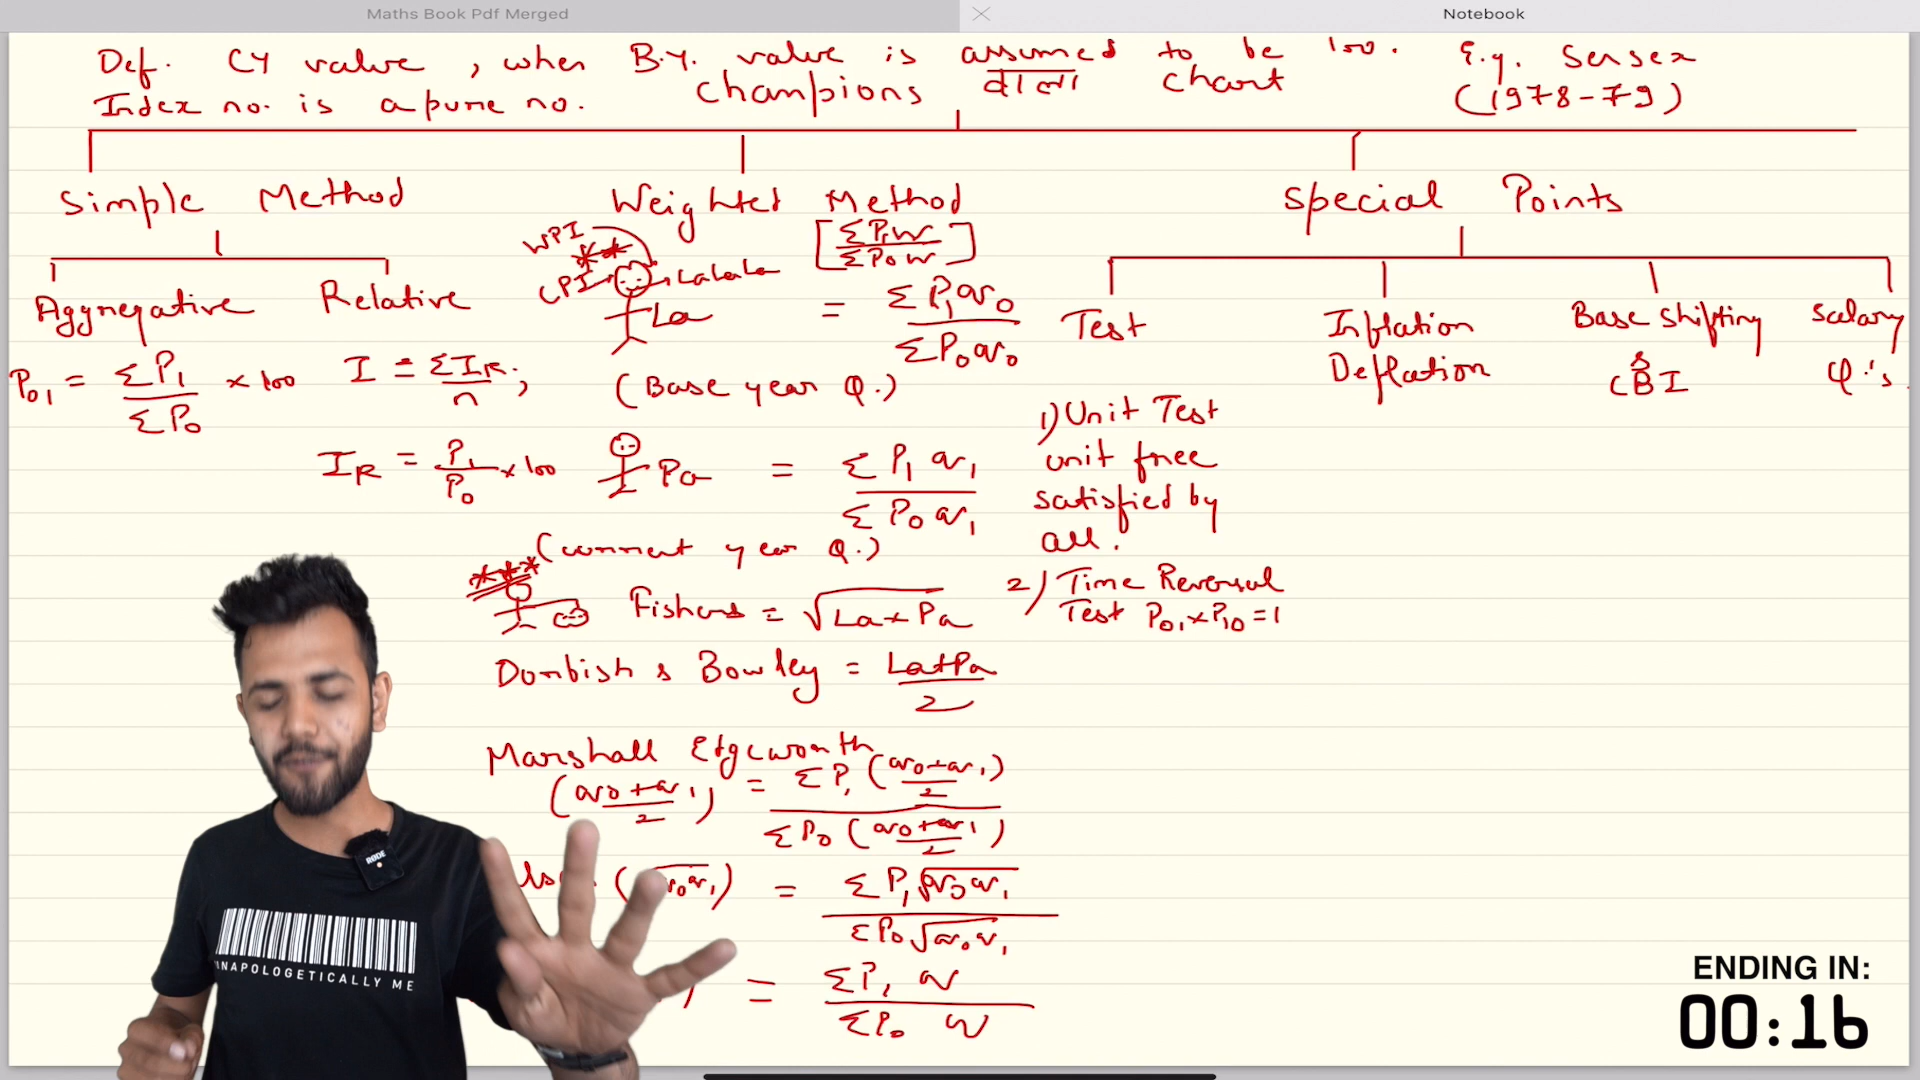 Maths Book Pdf Merged
Notebook
Def. CY value, when B.Y. value is assumed to be 100. E.g. Sensex
Index no. is a pure no. Champions वाला chart (1978-79)
Simple Method
Weighted Method
Special Points
[ΣP₁W / ΣP₀W]
WPI
***
CPI
Lalala
Aggregative
Relative
La = ΣP₁q₀ / ΣP₀q₀
(Base year Q.)
Test
Inflation
Deflation
Base Shifting
CBI
S
Salary
Q.'s.
P₀₁ = ΣP₁ / ΣP₀ × 100
I = ΣIR. / n,
IR = P₁ / P₀ × 100
Pa = ΣP₁q₁ / ΣP₀q₁
(current year Q.)
1) Unit Test
unit free
satisfied by
all.
2) Time Reversal
Test P₀₁ × P₁₀ = 1
***
Fishers = √La × Pa
Dorbish & Bowley = La+Pa / 2
Marshall Edgeworth
(q₀+q₁ / 2) = ΣP₁(q₀+q₁ / 2) / ΣP₀(q₀+q₁ / 2)
= ΣP₁√q₀q₁ / ΣP₀√q₀q₁
= ΣP₁ q / ΣP₀ q
RODE
UNAPOLOGETICALLY ME
ENDING IN:
00:16